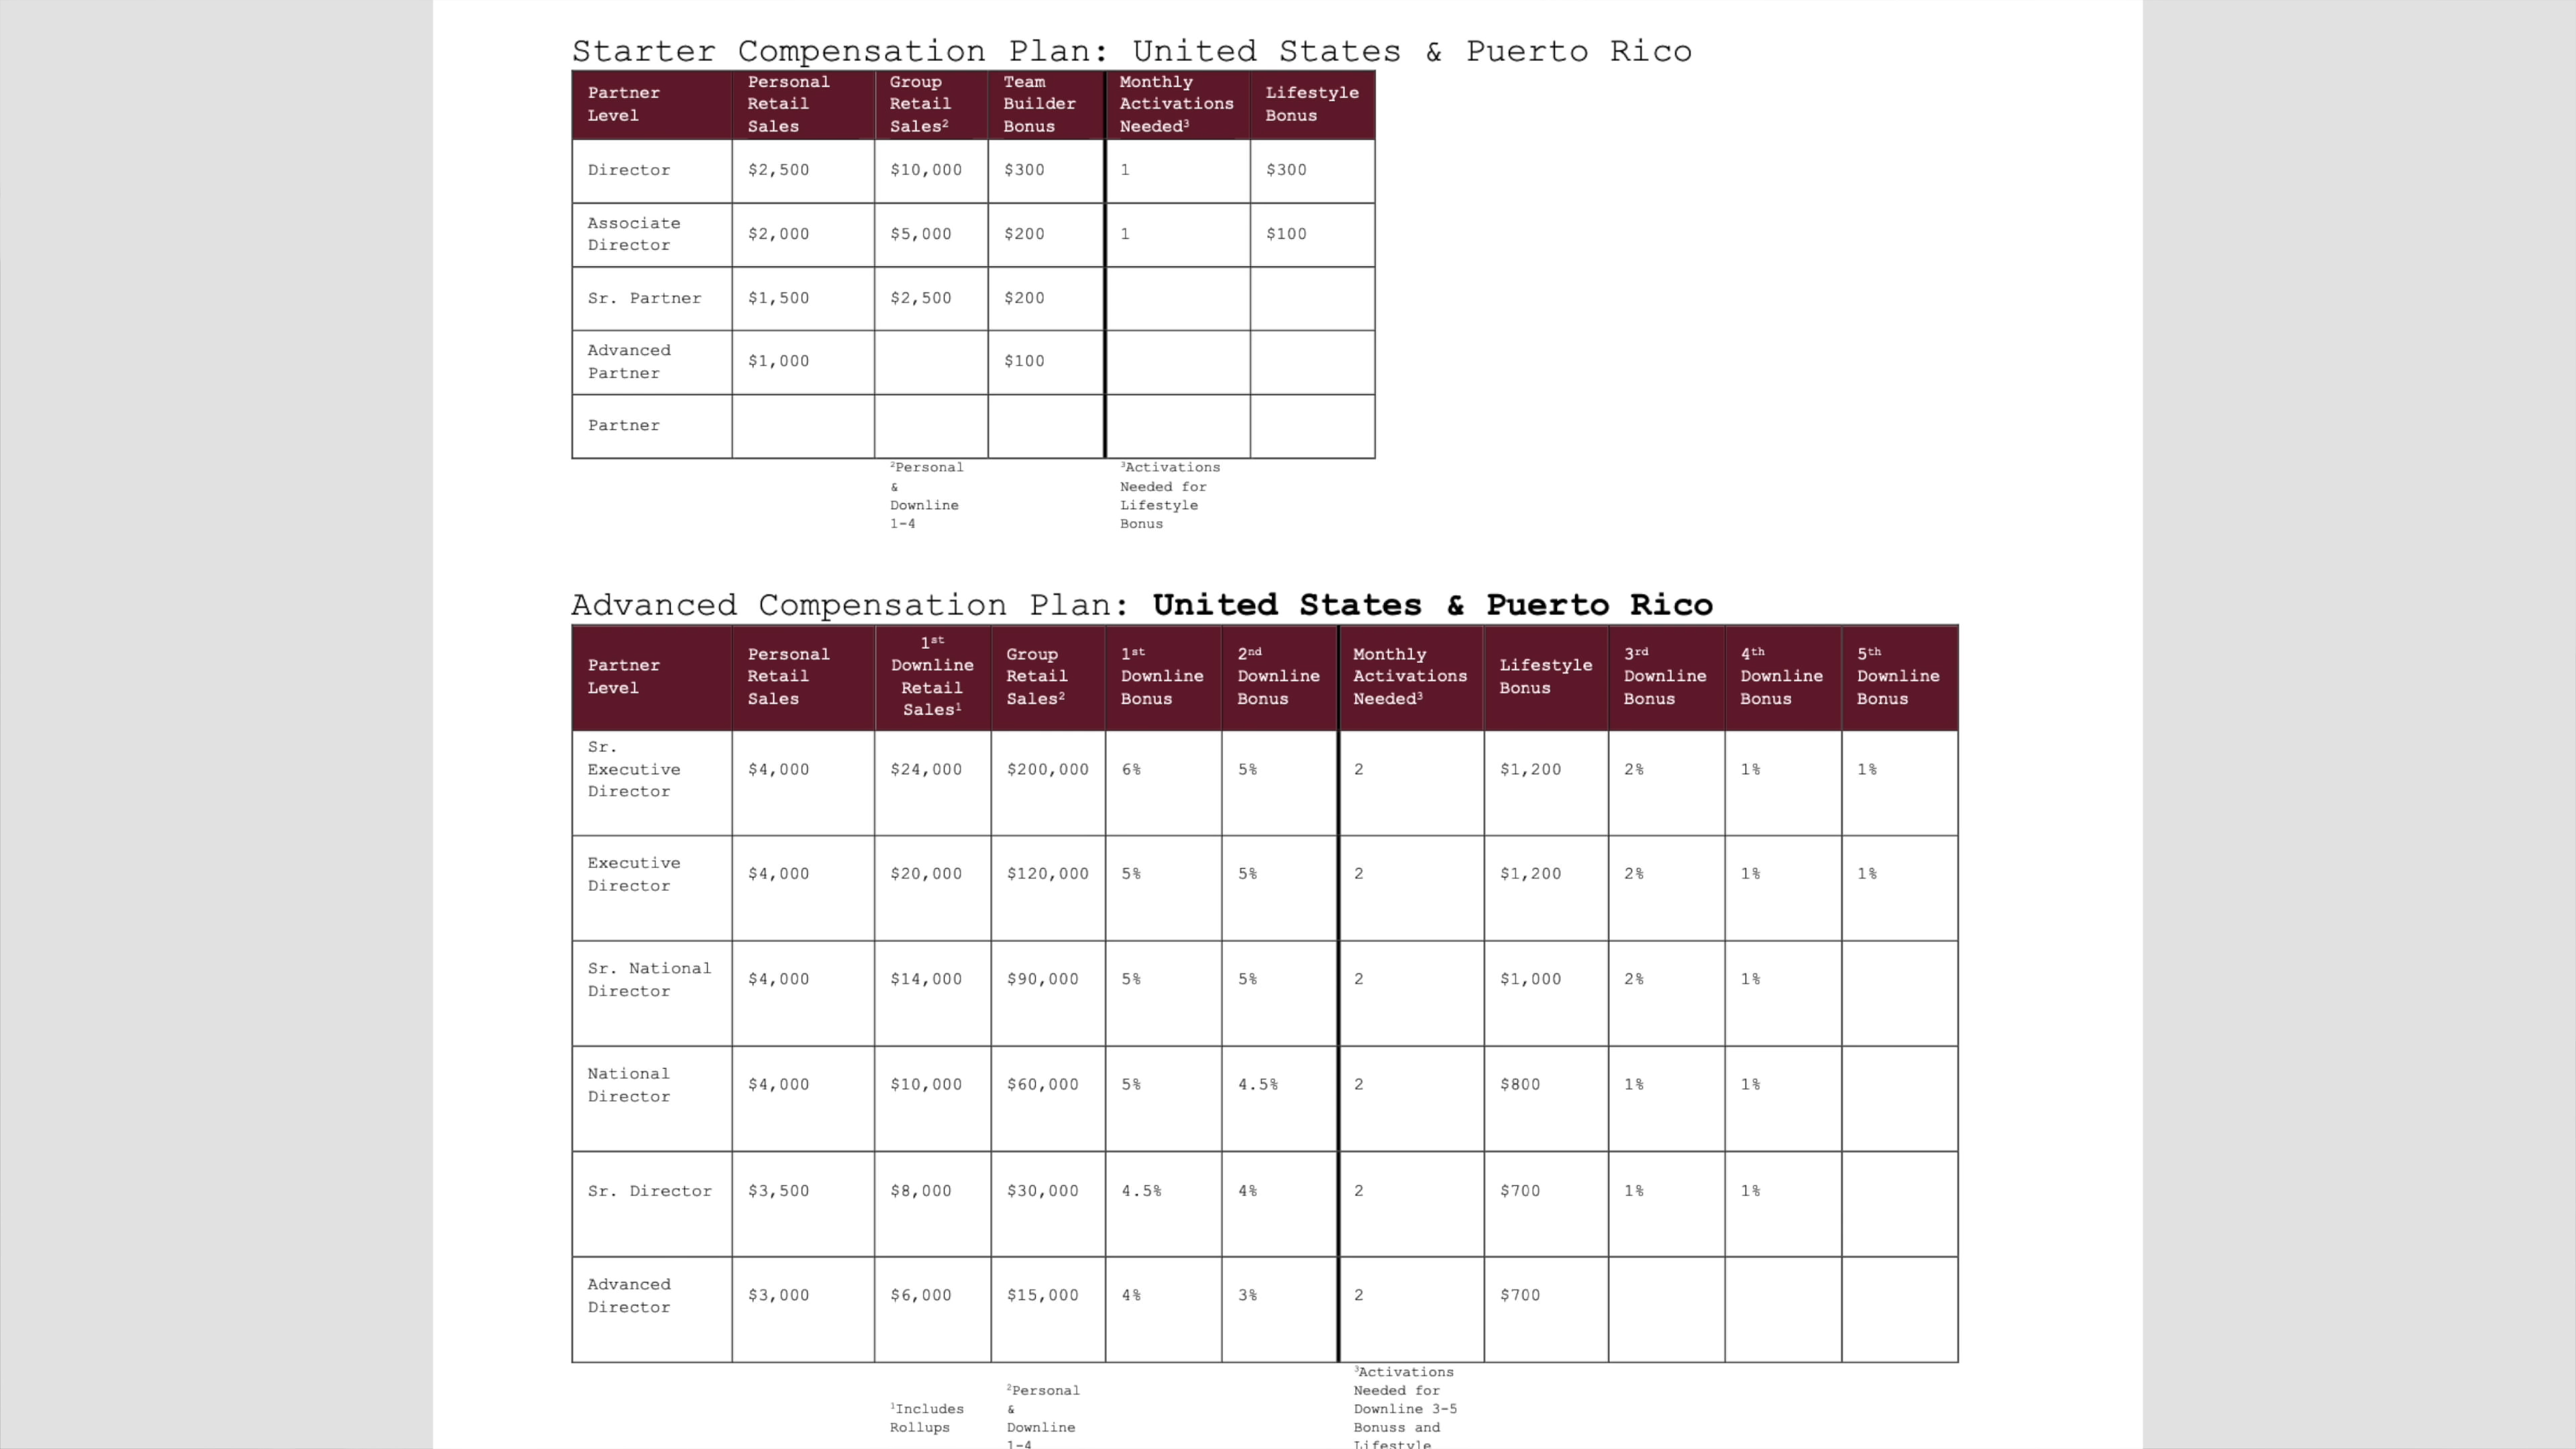 Starter Compensation Plan: United States & Puerto Rico
Partner Level | Personal Retail Sales | Group Retail Sales² | Team Builder Bonus | Monthly Activations Needed³ | Lifestyle Bonus
Director | $2,500 | $10,000 | $300 | 1 | $300
Associate Director | $2,000 | $5,000 | $200 | 1 | $100
Sr. Partner | $1,500 | $2,500 | $200
Advanced Partner | $1,000 | | $100
Partner
²Personal & Downline 1-4
³Activations Needed for Lifestyle Bonus
Advanced Compensation Plan: United States & Puerto Rico
Partner Level | Personal Retail Sales | 1st Downline Retail Sales¹ | Group Retail Sales² | 1st Downline Bonus | 2nd Downline Bonus | Monthly Activations Needed³ | Lifestyle Bonus | 3rd Downline Bonus | 4th Downline Bonus | 5th Downline Bonus
Sr. Executive Director | $4,000 | $24,000 | $200,000 | 6% | 5% | 2 | $1,200 | 2% | 1% | 1%
Executive Director | $4,000 | $20,000 | $120,000 | 5% | 5% | 2 | $1,200 | 2% | 1% | 1%
Sr. National Director | $4,000 | $14,000 | $90,000 | 5% | 5% | 2 | $1,000 | 2% | 1%
National Director | $4,000 | $10,000 | $60,000 | 5% | 4.5% | 2 | $800 | 1% | 1%
Sr. Director | $3,500 | $8,000 | $30,000 | 4.5% | 4% | 2 | $700 | 1% | 1%
Advanced Director | $3,000 | $6,000 | $15,000 | 4% | 3% | 2 | $700
¹Includes Rollups
²Personal & Downline 1-4
³Activations Needed for Downline 3-5 Bonuss and Lifestyle